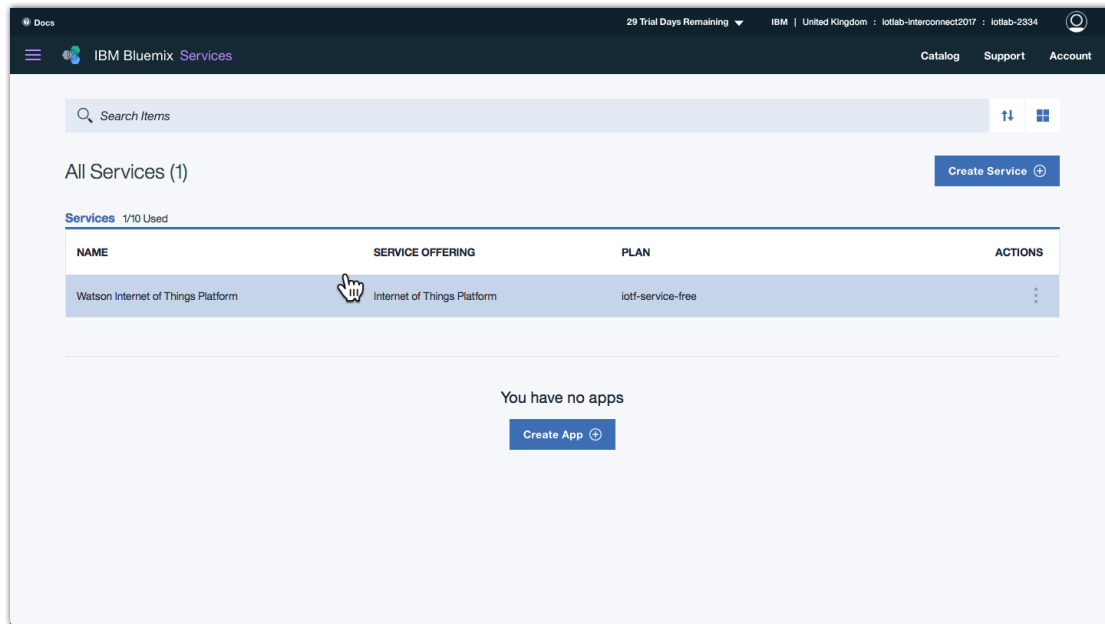 Docs 29 Trial Days Remaining IBM | United Kingdom : iotlab-interconnect2017 : iotlab-2334
IBM Bluemix Services Catalog Support Account
Search Items
All Services (1) Create Service
Services 1/10 Used
NAME SERVICE OFFERING PLAN ACTIONS
Watson Internet of Things Platform Internet of Things Platform iotf-service-free
You have no apps
Create App